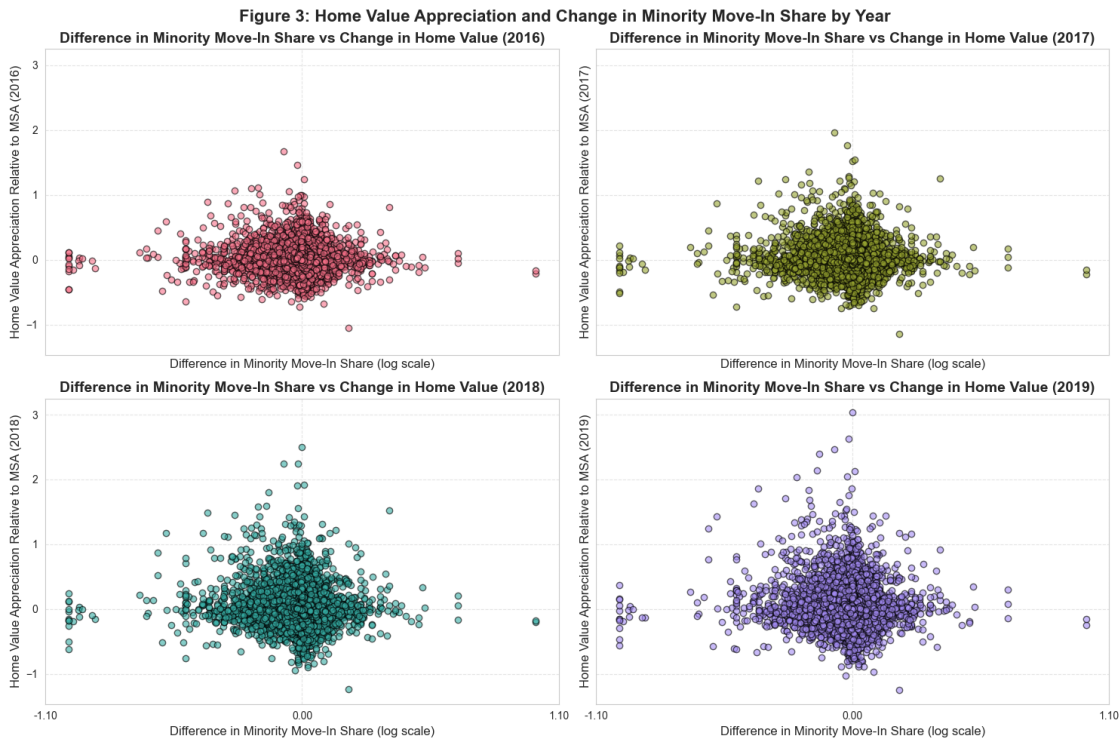 Figure 3: Home Value Appreciation and Change in Minority Move-In Share by Year
Difference in Minority Move-In Share vs Change in Home Value (2016)
Home Value Appreciation Relative to MSA (2016)
3
2
1
0
−1
Difference in Minority Move-In Share (log scale)
Difference in Minority Move-In Share vs Change in Home Value (2017)
Home Value Appreciation Relative to MSA (2017)
Difference in Minority Move-In Share (log scale)
Difference in Minority Move-In Share vs Change in Home Value (2018)
Home Value Appreciation Relative to MSA (2018)
3
2
1
0
−1
-1.10
0.00
1.10
Difference in Minority Move-In Share (log scale)
Difference in Minority Move-In Share vs Change in Home Value (2019)
Home Value Appreciation Relative to MSA (2019)
-1.10
0.00
1.10
Difference in Minority Move-In Share (log scale)